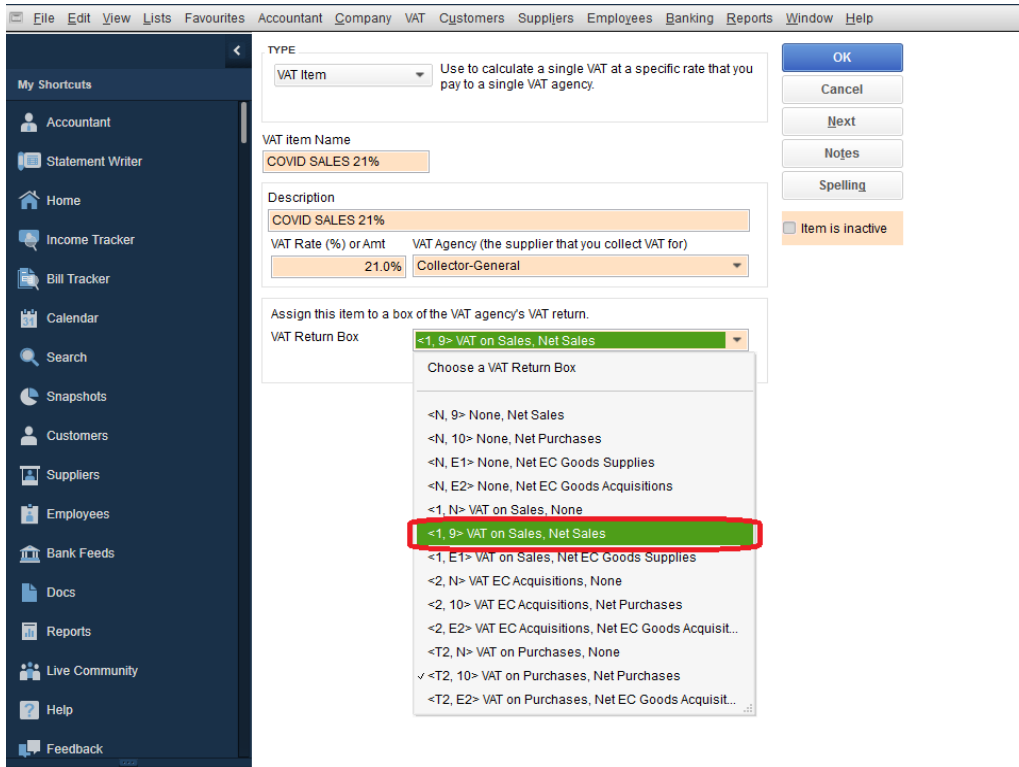 File Edit View Lists Favourites Accountant Company VAT Customers Suppliers Employees Banking Reports Window Help
My Shortcuts
Accountant
Statement Writer
Home
Income Tracker
Bill Tracker
31
Calendar
Search
Snapshots
Customers
Suppliers
Employees
Bank Feeds
Docs
Reports
Live Community
?
Help
Feedback
TYPE
VAT Item
Use to calculate a single VAT at a specific rate that you
pay to a single VAT agency.
VAT item Name
COVID SALES 21%
Description
COVID SALES 21%
VAT Rate (%) or Amt
VAT Agency (the supplier that you collect VAT for)
21.0%
Collector-General
Assign this item to a box of the VAT agency's VAT return.
VAT Return Box
<1, 9> VAT on Sales, Net Sales
Choose a VAT Return Box
<N, 9> None, Net Sales
<N, 10> None, Net Purchases
<N, E1> None, Net EC Goods Supplies
<N, E2> None, Net EC Goods Acquisitions
<1, N> VAT on Sales, None
<1, 9> VAT on Sales, Net Sales
<1, E1> VAT on Sales, Net EC Goods Supplies
<2, N> VAT EC Acquisitions, None
<2, 10> VAT EC Acquisitions, Net Purchases
<2, E2> VAT EC Acquisitions, Net EC Goods Acquisit...
<T2, N> VAT on Purchases, None
✓ <T2, 10> VAT on Purchases, Net Purchases
<T2, E2> VAT on Purchases, Net EC Goods Acquisit...
OK
Cancel
Next
Notes
Spelling
Item is inactive